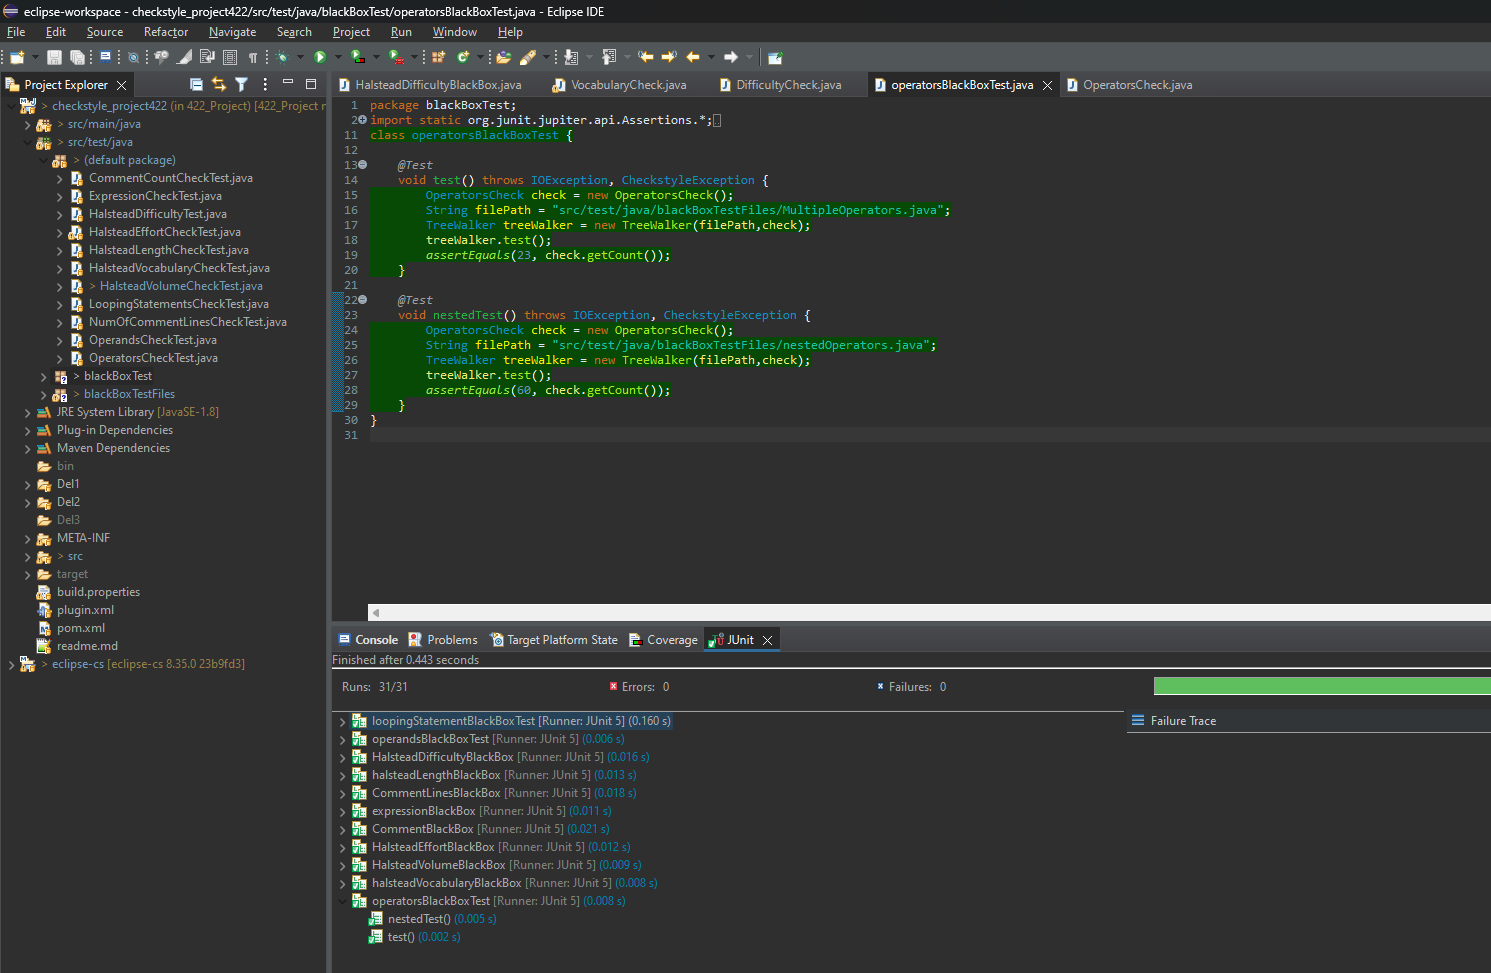 eclipse-workspace - checkstyle_project422/src/test/java/blackBoxTest/operatorsBlackBoxTest.java - Eclipse IDE
File Edit Source Refactor Navigate Search Project Run Window Help
Project Explorer
> checkstyle_project422 (in 422_Project) [422_Project r
> src/main/java
> src/test/java
> (default package)
CommentCountCheckTest.java
ExpressionCheckTest.java
HalsteadDifficultyTest.java
HalsteadEffortCheckTest.java
HalsteadLengthCheckTest.java
HalsteadVocabularyCheckTest.java
> HalsteadVolumeCheckTest.java
LoopingStatementsCheckTest.java
NumOfCommentLinesCheckTest.java
OperandsCheckTest.java
OperatorsCheckTest.java
> blackBoxTest
> blackBoxTestFiles
JRE System Library [JavaSE-1.8]
Plug-in Dependencies
Maven Dependencies
bin
Del1
Del2
Del3
META-INF
> src
target
build.properties
plugin.xml
pom.xml
readme.md
> eclipse-cs [eclipse-cs 8.35.0 23b9fd3]
HalsteadDifficultyBlackBox.java VocabularyCheck.java DifficultyCheck.java operatorsBlackBoxTest.java OperatorsCheck.java
1 package blackBoxTest;
2 import static org.junit.jupiter.api.Assertions.*;
11 class operatorsBlackBoxTest {
12
13 @Test
14 void test() throws IOException, CheckstyleException {
15 OperatorsCheck check = new OperatorsCheck();
16 String filePath = "src/test/java/blackBoxTestFiles/MultipleOperators.java";
17 TreeWalker treeWalker = new TreeWalker(filePath,check);
18 treeWalker.test();
19 assertEquals(23, check.getCount());
20 }
21
22 @Test
23 void nestedTest() throws IOException, CheckstyleException {
24 OperatorsCheck check = new OperatorsCheck();
25 String filePath = "src/test/java/blackBoxTestFiles/nestedOperators.java";
26 TreeWalker treeWalker = new TreeWalker(filePath,check);
27 treeWalker.test();
28 assertEquals(60, check.getCount());
29 }
30 }
31
Console Problems Target Platform State Coverage JUnit
Finished after 0.443 seconds
Runs: 31/31 Errors: 0 Failures: 0
loopingStatementBlackBoxTest [Runner: JUnit 5] (0.160 s)
operandsBlackBoxTest [Runner: JUnit 5] (0.006 s)
HalsteadDifficultyBlackBox [Runner: JUnit 5] (0.016 s)
halsteadLengthBlackBox [Runner: JUnit 5] (0.013 s)
CommentLinesBlackBox [Runner: JUnit 5] (0.018 s)
expressionBlackBox [Runner: JUnit 5] (0.011 s)
CommentBlackBox [Runner: JUnit 5] (0.021 s)
HalsteadEffortBlackBox [Runner: JUnit 5] (0.012 s)
HalsteadVolumeBlackBox [Runner: JUnit 5] (0.009 s)
halsteadVocabularyBlackBox [Runner: JUnit 5] (0.008 s)
operatorsBlackBoxTest [Runner: JUnit 5] (0.008 s)
nestedTest() (0.005 s)
test() (0.002 s)
Failure Trace